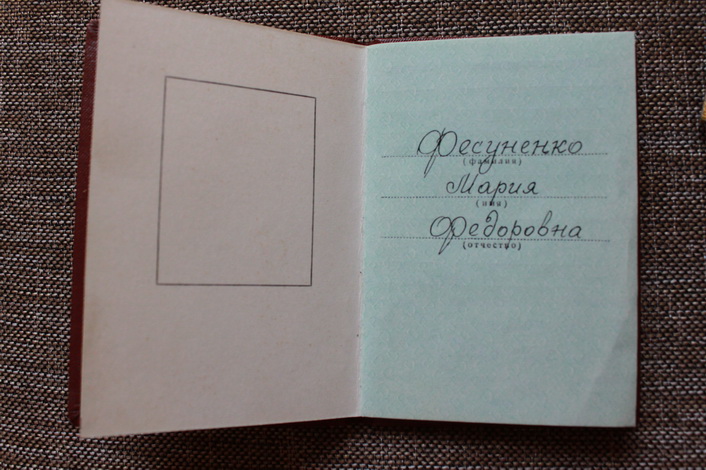 Фесуненко
(фамилия)
Мария
(имя)
Федоровна
(отчество)